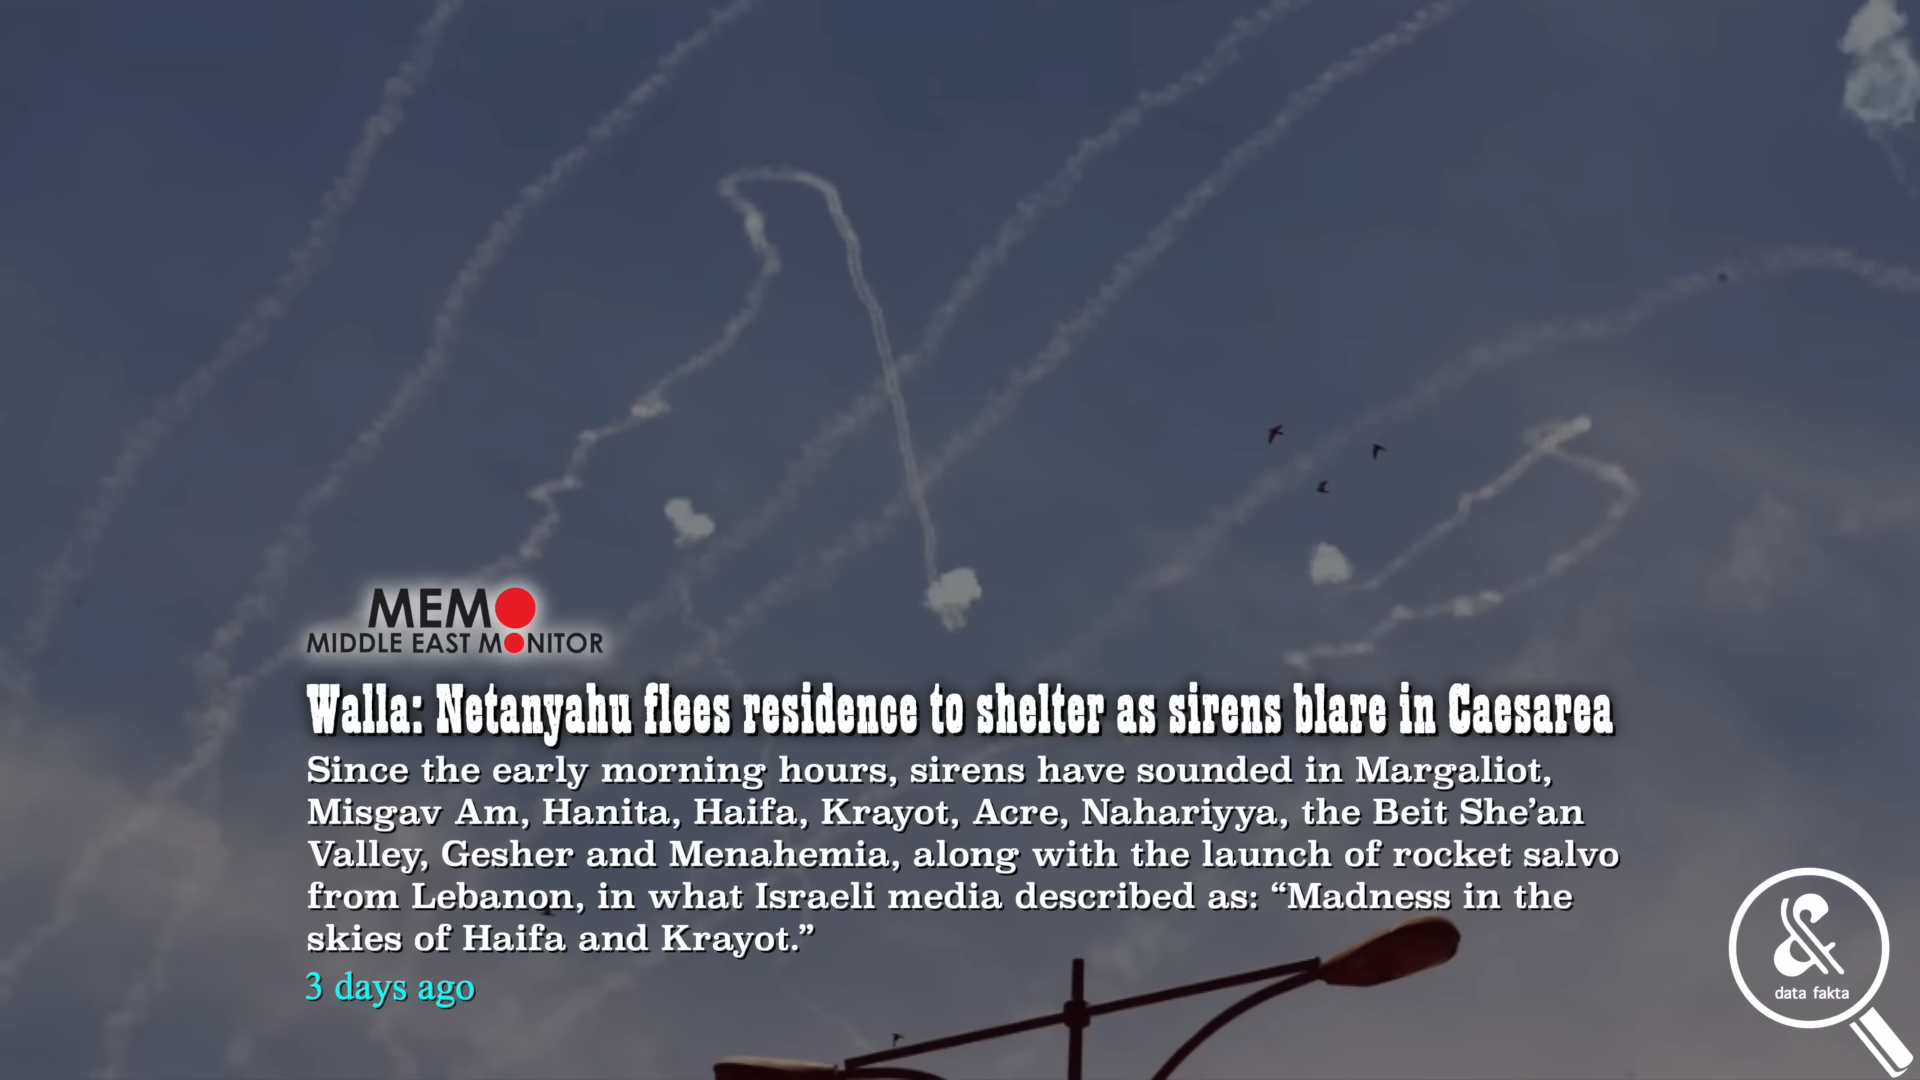 MEMO
MIDDLE EAST MONITOR
Walla: Netanyahu flees residence to shelter as sirens blare in Caesarea
Since the early morning hours, sirens have sounded in Margaliot,
Misgav Am, Hanita, Haifa, Krayot, Acre, Nahariyya, the Beit She’an
Valley, Gesher and Menahemia, along with the launch of rocket salvo
from Lebanon, in what Israeli media described as: “Madness in the
skies of Haifa and Krayot.”
3 days ago
&
data fakta